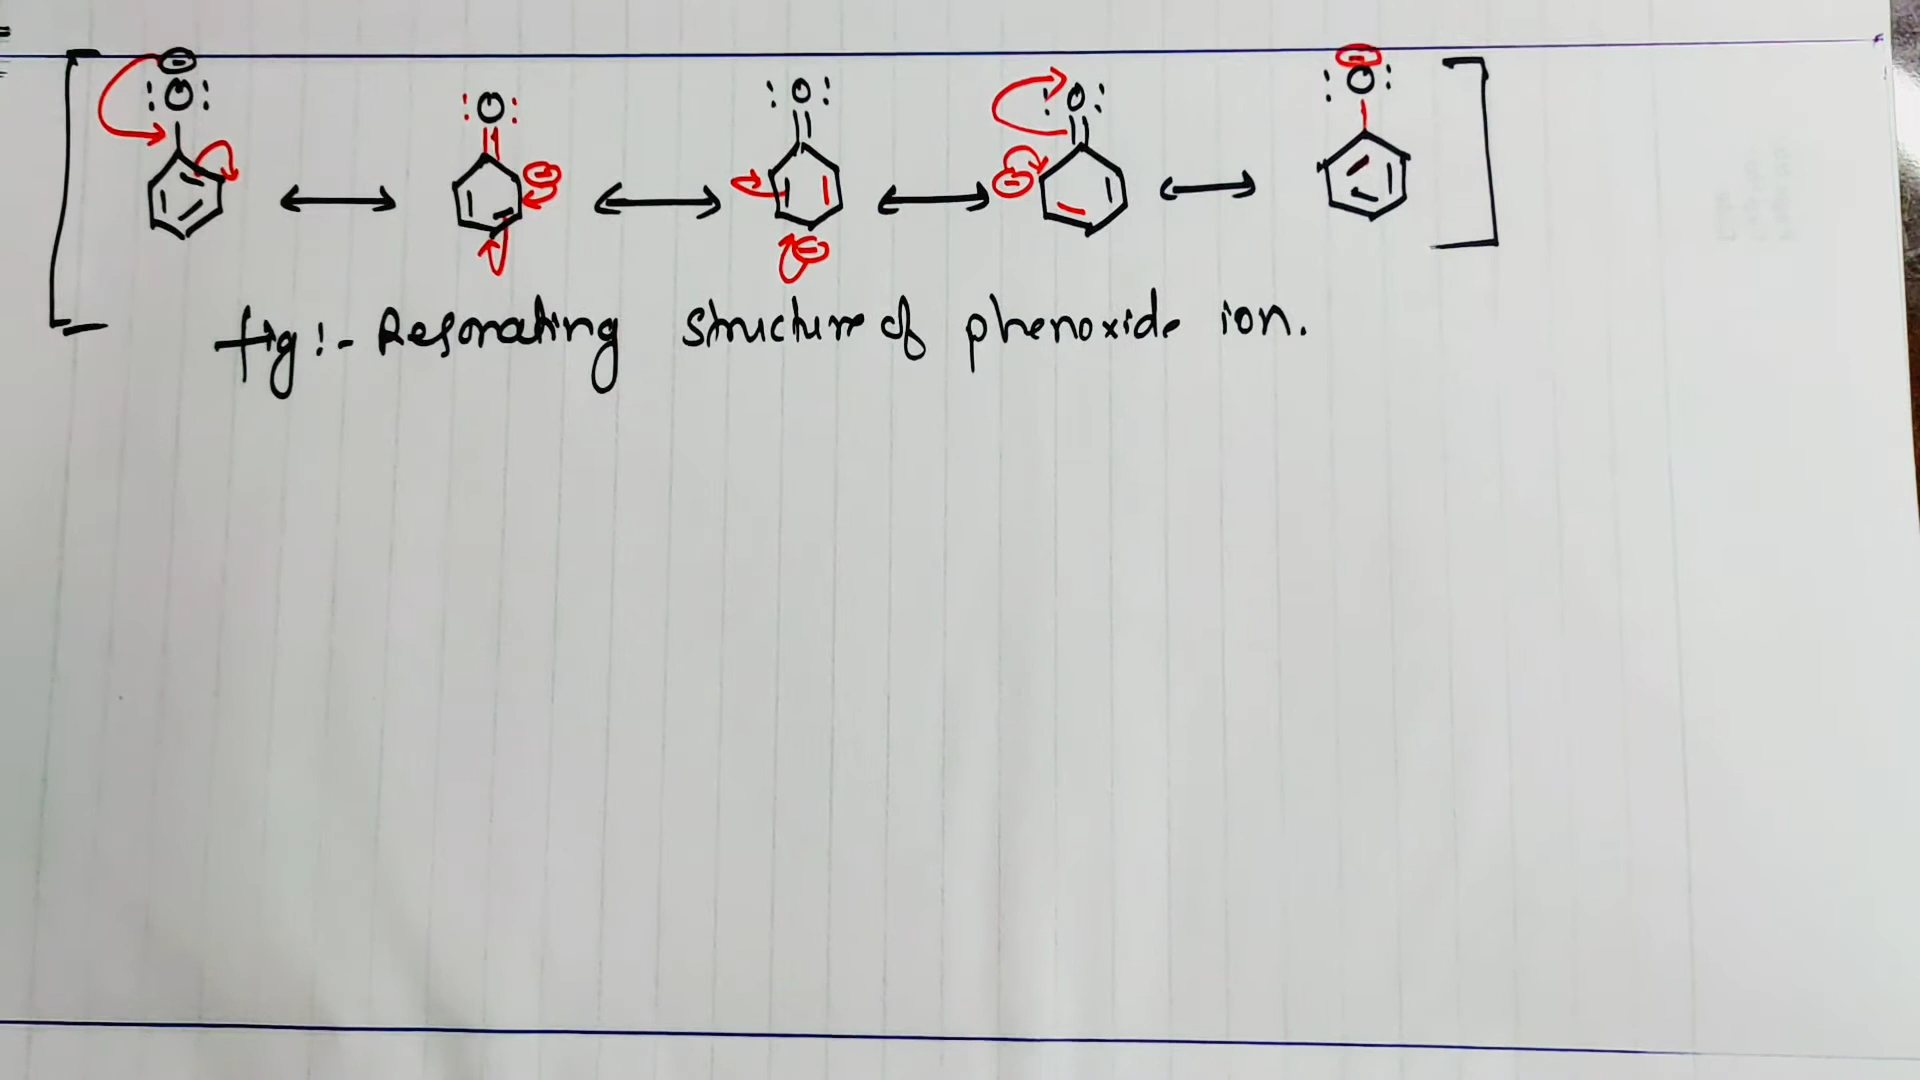 :O: :O: :O: :O: :O:
fig:- Resonating structure of phenoxide ion.